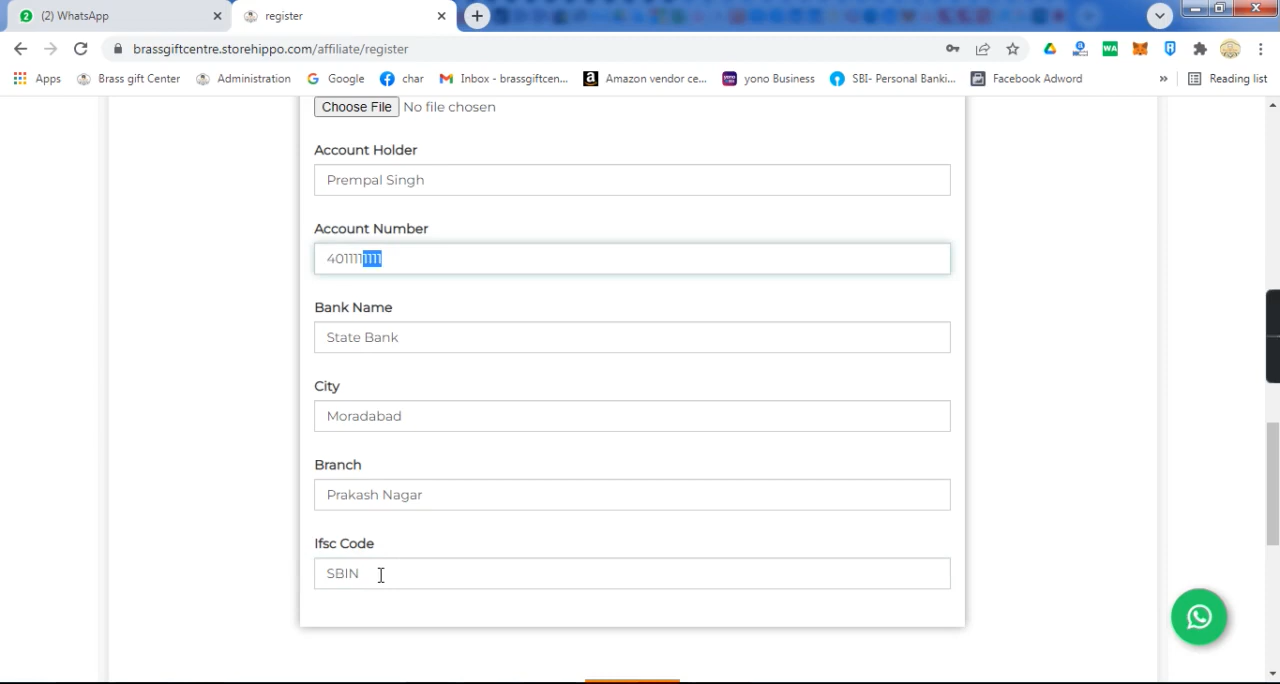 (2) WhatsApp
register
brassgiftcentre.storehippo.com/affiliate/register
WA
Apps
Brass gift Center
Administration
Google
char
Inbox - brassgiftcen...
Amazon vendor ce...
yono Business
SBI- Personal Banki...
Facebook Adword
»
Reading list
Choose File No file chosen
Account Holder
Prempal Singh
Account Number
4011111111
Bank Name
State Bank
City
Moradabad
Branch
Prakash Nagar
Ifsc Code
SBIN